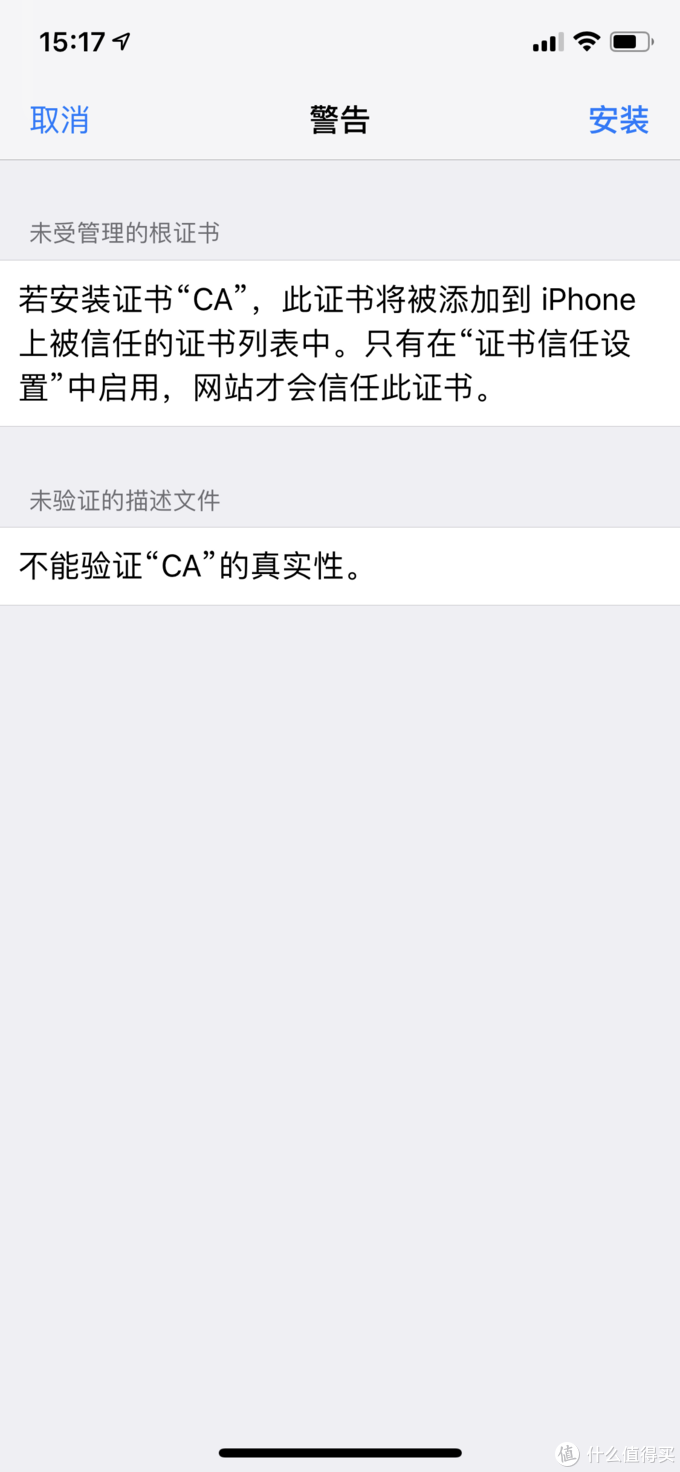 15:17
取消 警告 安装
未受管理的根证书
若安装证书“CA”，此证书将被添加到 iPhone
上被信任的证书列表中。只有在“证书信任设
置”中启用，网站才会信任此证书。
未验证的描述文件
不能验证“CA”的真实性。
值 什么值得买